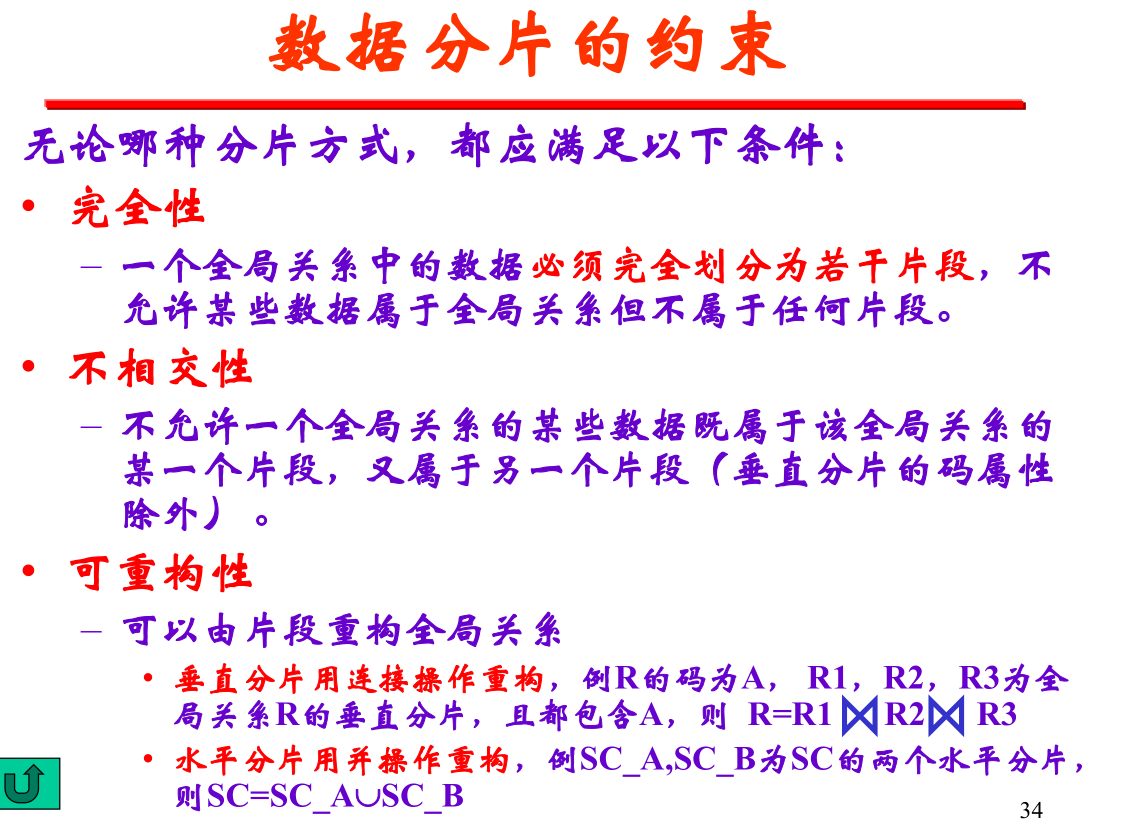 数据分片的约束
无论哪种分片方式，都应满足以下条件：
• 完全性
– 一个全局关系中的数据必须完全划分为若干片段，不
允许某些数据属于全局关系但不属于任何片段。
• 不相交性
– 不允许一个全局关系的某些数据既属于该全局关系的
某一个片段，又属于另一个片段（垂直分片的码属性
除外）。
• 可重构性
– 可以由片段重构全局关系
• 垂直分片用连接操作重构，例R的码为A， R1，R2，R3为全
局关系R的垂直分片，且都包含A，则 R=R1⋈R2⋈R3
• 水平分片用并操作重构，例SC_A,SC_B为SC的两个水平分片，
则SC=SC_A∪SC_B
34